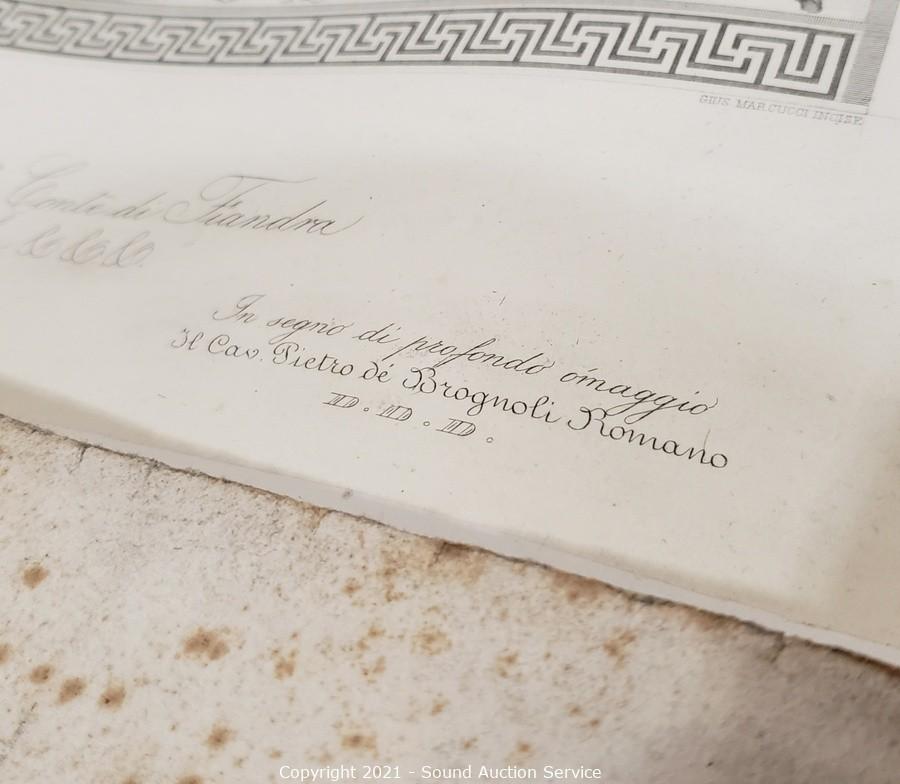 GIUS. MARCUCCI INCISE
Conte di Fiandra
&. &. &.
In segno di profondo omaggio
Il Cav. Pietro de' Brognoli Romano
D. D. D.
Copyright 2021 - Sound Auction Service